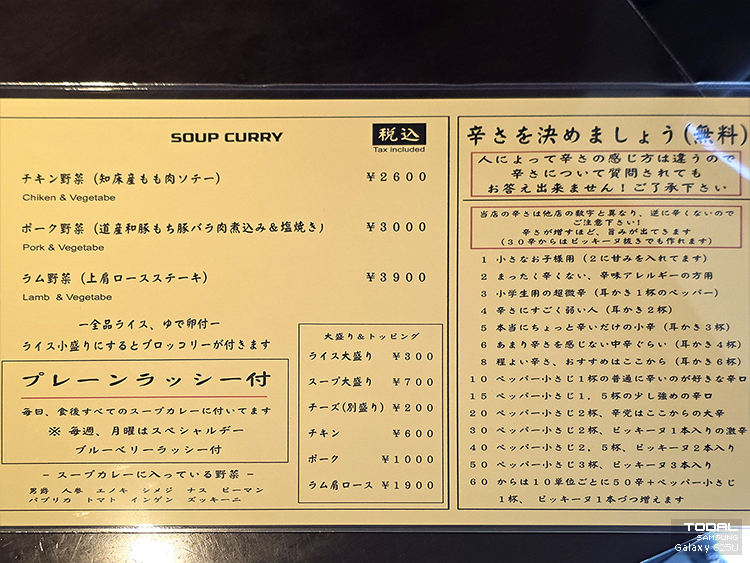 SOUP CURRY
税込
Tax included
チキン野菜 (知床産もも肉ソテー) ￥2600
Chiken & Vegetabe
ポーク野菜 (道産和豚もち豚バラ肉煮込み&塩焼き) ￥3000
Pork & Vegetabe
ラム野菜 (上肩ロースステーキ) ￥3900
Lamb & Vegetabe
ー全品ライス、ゆで卵付ー
ライス小盛りにするとブロッコリーが付きます
プレーンラッシー付
毎日、食後すべてのスープカレーに付いてます
※ 毎週、月曜はスペシャルデー
ブルーベリーラッシー付
- スープカレーに入っている野菜 -
男爵 人参 エノキ シメジ ナス ピーマン
パプリカ トマト インゲン ズッキーニ
大盛り&トッピング
ライス大盛り ￥300
スープ大盛り ￥700
チーズ(別盛り) ￥200
チキン ￥600
ポーク ￥1000
ラム肩ロース ￥1900
辛さを決めましょう(無料)
人によって辛さの感じ方は違うので
辛さについて質問されても
お答え出来ません!ご了承下さい
当店の辛さは他店の数字と異なり、逆に辛くないので
ご注意下さい!
辛さが増すほど、旨みが出てきます
(30辛からはピッキーヌ抜きでも作れます)
1 小さなお子様用 (2に甘みを入れてます)
2 まったく辛くない、辛味アレルギーの方用
3 小学生用の超微辛 (耳かき1杯のペッパー)
4 辛さにすごく弱い人 (耳かき2杯)
5 本当にちょっと辛いだけの小辛 (耳かき3杯)
6 あまり辛さを感じない中辛ぐらい (耳かき4杯)
8 程よい辛さ、おすすめはここから (耳かき6杯)
10 ペッパー小さじ1杯の普通に辛いのが好きな辛口
15 ペッパー小さじ1、5杯の少し強めの辛口
20 ペッパー小さじ2杯、辛党はここからの大辛
30 ペッパー小さじ2杯、ピッキーヌ1本入りの激辛
40 ペッパー小さじ2、5杯、ピッキーヌ2本入り
50 ペッパー小さじ3杯、ピッキーヌ3本入り
60 からは10単位ごとに50辛+ペッパー小さじ
1杯、ピッキーヌ1本づつ増えます
TODAL
SAMSUNG
Galaxy S25U